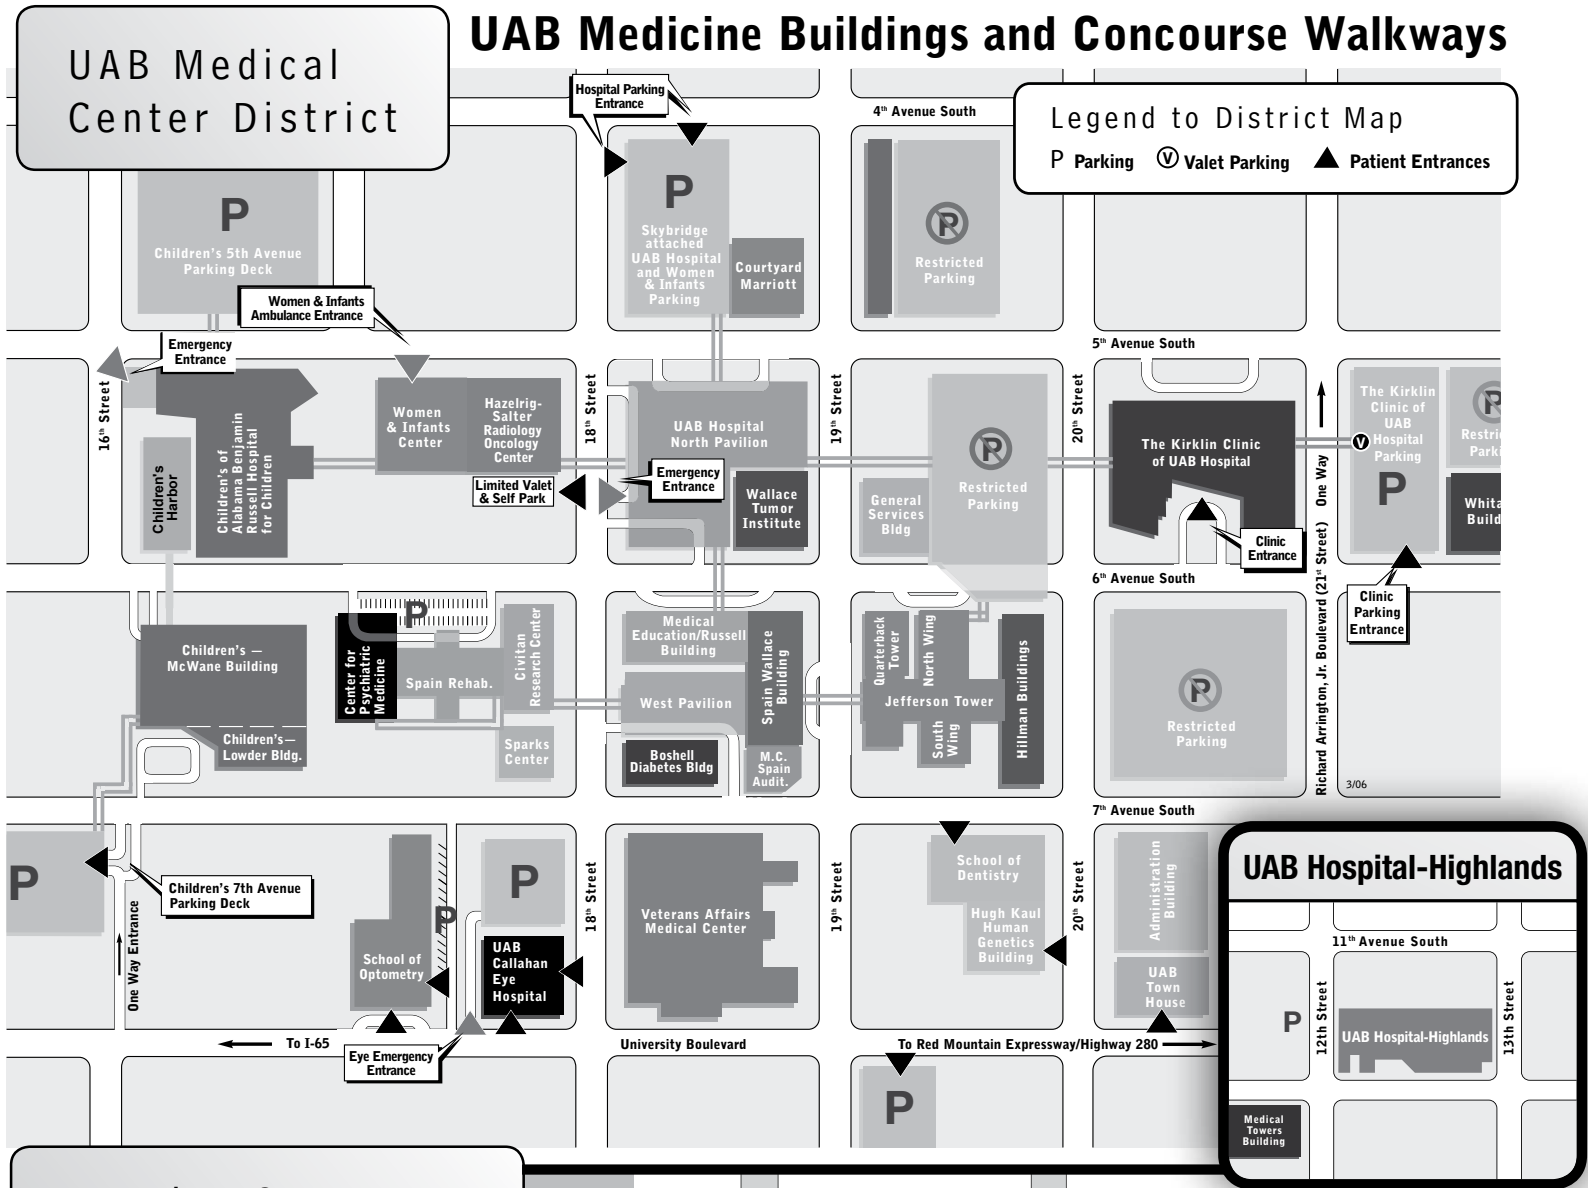 UAB Medicine Buildings and Concourse Walkways
UAB Medical
Center District
Hospital Parking
Entrance
4th Avenue South
Legend to District Map
P Parking
V Valet Parking
Patient Entrances
P
Children's 5th Avenue
Parking Deck
P
Skybridge
attached
UAB Hospital
and Women
& Infants
Parking
Courtyard
Marriott
P
Restricted
Parking
Women & Infants
Ambulance Entrance
Emergency
Entrance
5th Avenue South
16th Street
18th Street
19th Street
20th Street
One Way
Richard Arrington, Jr. Boulevard (21st Street)
Children's
Harbor
Children's of
Alabama Benjamin
Russell Hospital
for Children
Women
& Infants
Center
Hazelrig-
Salter
Radiology
Oncology
Center
Limited Valet
& Self Park
UAB Hospital
North Pavilion
Emergency
Entrance
Wallace
Tumor
Institute
General
Services
Bldg
P
Restricted
Parking
The Kirklin Clinic
of UAB Hospital
Clinic
Entrance
V
The Kirklin
Clinic of
UAB
Hospital
Parking
P
P
Restri
Parki
Whita
Build
Clinic
Parking
Entrance
6th Avenue South
Children's —
McWane Building
Children's—
Lowder Bldg.
P
Center for
Psychiatric
Medicine
Spain Rehab.
Civitan
Research Center
Sparks
Center
Medical
Education/Russell
Building
West Pavilion
Spain Wallace
Building
Boshell
Diabetes Bldg
M.C.
Spain
Audit.
Quarterback
Tower
North Wing
Jefferson Tower
South
Wing
Hillman Buildings
P
Restricted
Parking
3/06
7th Avenue South
P
Children's 7th Avenue
Parking Deck
One Way Entrance
School of
Optometry
P
P
UAB
Callahan
Eye
Hospital
18th Street
Veterans Affairs
Medical Center
19th Street
School of
Dentistry
Hugh Kaul
Human
Genetics
Building
20th Street
Administration
Building
UAB
Town
House
To I-65
Eye Emergency
Entrance
University Boulevard
To Red Mountain Expressway/Highway 280
P
UAB Hospital-Highlands
11th Avenue South
P
12th Street
UAB Hospital-Highlands
13th Street
Medical
Towers
Building